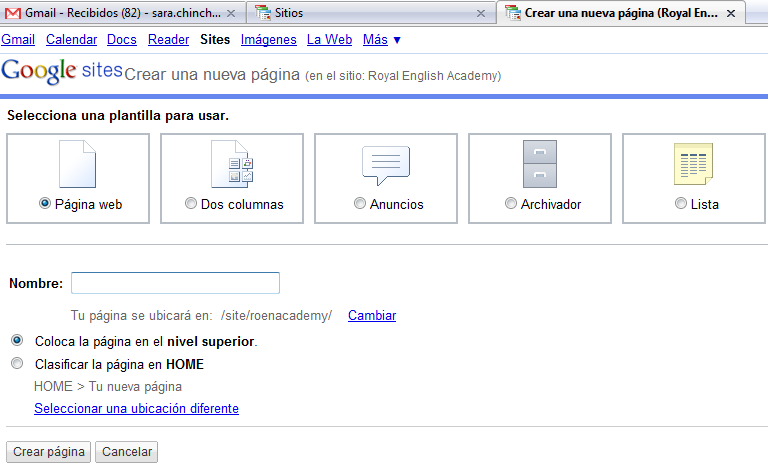 Gmail - Recibidos (82) - sara.chinch... Sitios Crear una nueva página (Royal En...
Gmail Calendar Docs Reader Sites Imágenes La Web Más ▼
Google sites Crear una nueva página (en el sitio: Royal English Academy)
Selecciona una plantilla para usar.
Página web Dos columnas Anuncios Archivador Lista
Nombre:
Tu página se ubicará en: /site/roenacademy/ Cambiar
Coloca la página en el nivel superior.
Clasificar la página en HOME
HOME > Tu nueva página
Seleccionar una ubicación diferente
Crear página Cancelar